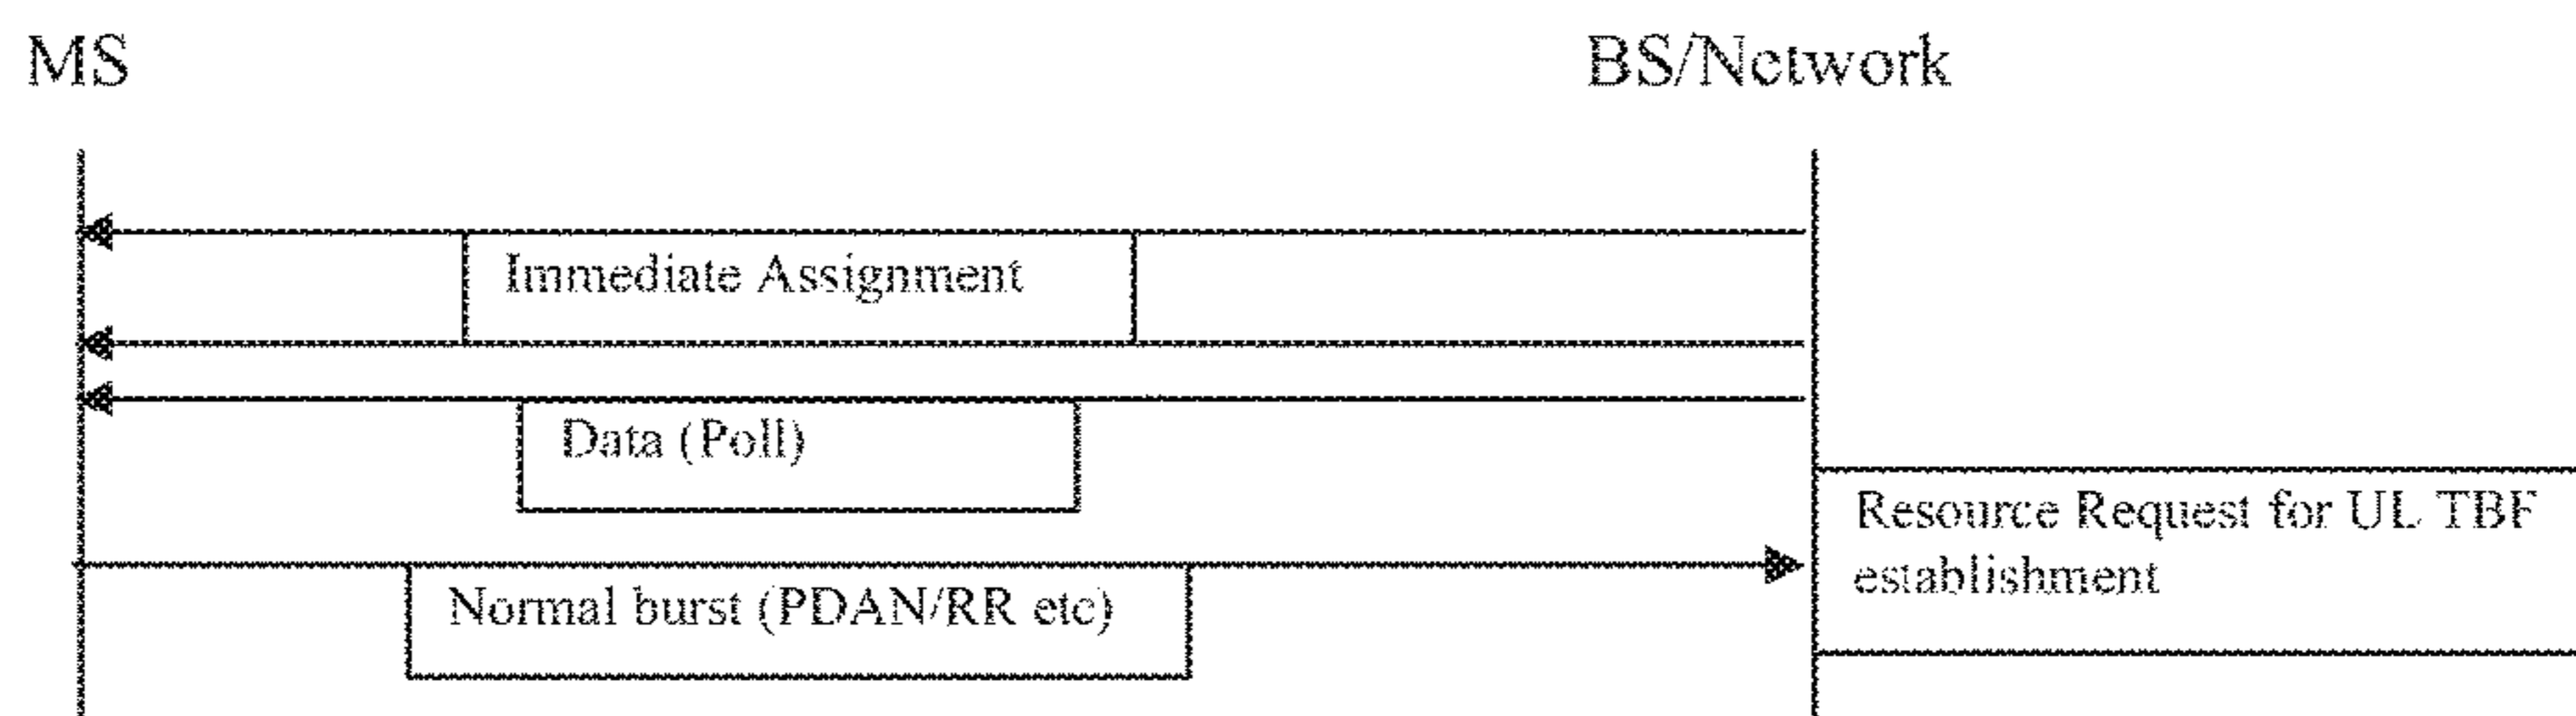 MS
BS/Network
Immediate Assignment
Data (Poll)
Resource Request for UL TBF
establishment
Normal burst (PDAN/RR etc)